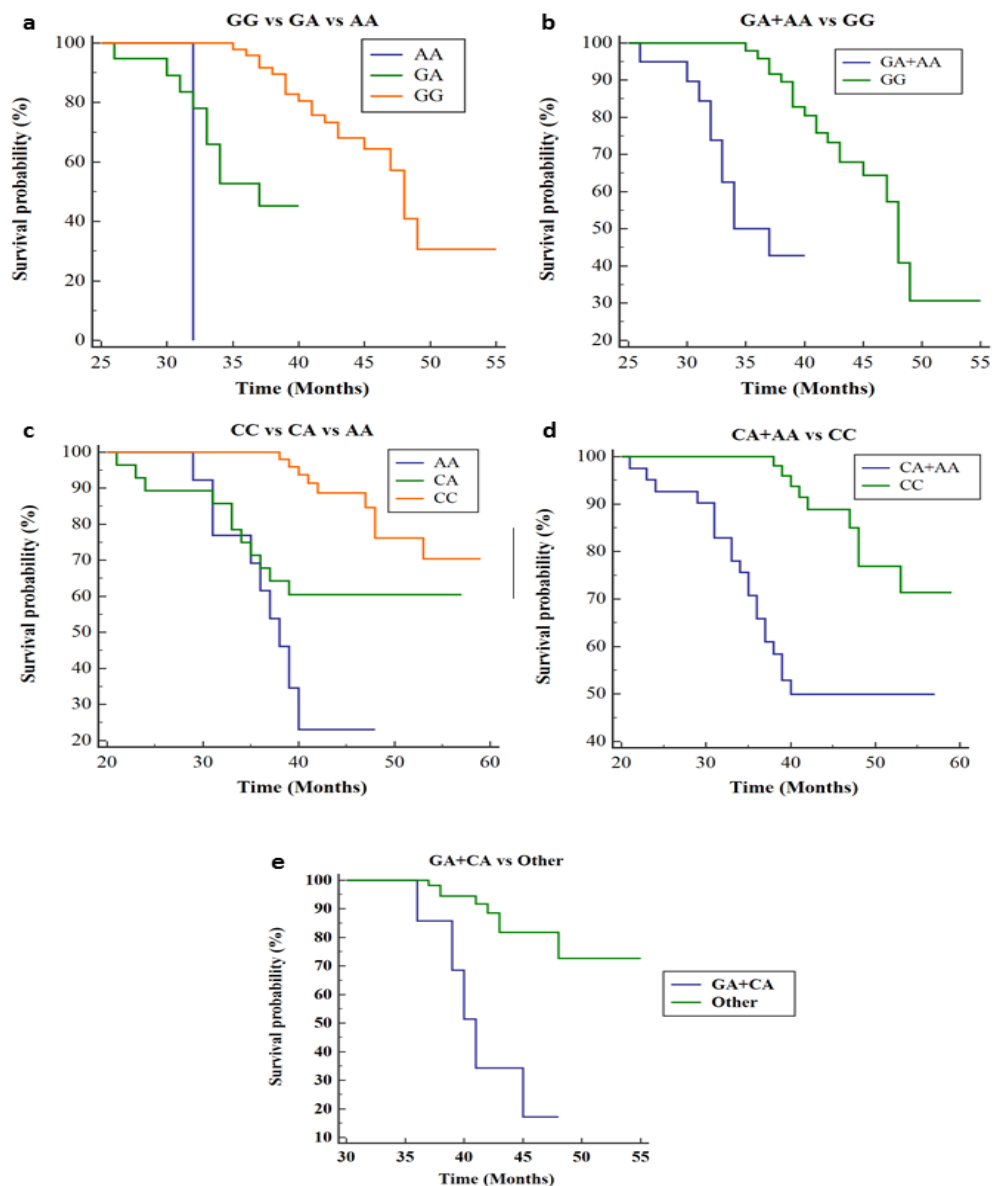 a
GG vs GA vs AA
Survival probability (%)
100
80
60
40
20
0
AA
GA
GG
25 30 35 40 45 50 55
Time (Months)
b
GA+AA vs GG
Survival probability (%)
100
90
80
70
60
50
40
30
20
GA+AA
GG
25 30 35 40 45 50 55
Time (Months)
c
CC vs CA vs AA
Survival probability (%)
100
90
80
70
60
50
40
30
20
AA
CA
CC
20 30 40 50 60
Time (Months)
d
CA+AA vs CC
Survival probability (%)
100
90
80
70
60
50
40
CA+AA
CC
20 30 40 50 60
Time (Months)
e
GA+CA vs Other
Survival probability (%)
100
90
80
70
60
50
40
30
20
10
GA+CA
Other
30 35 40 45 50 55
Time (Months)